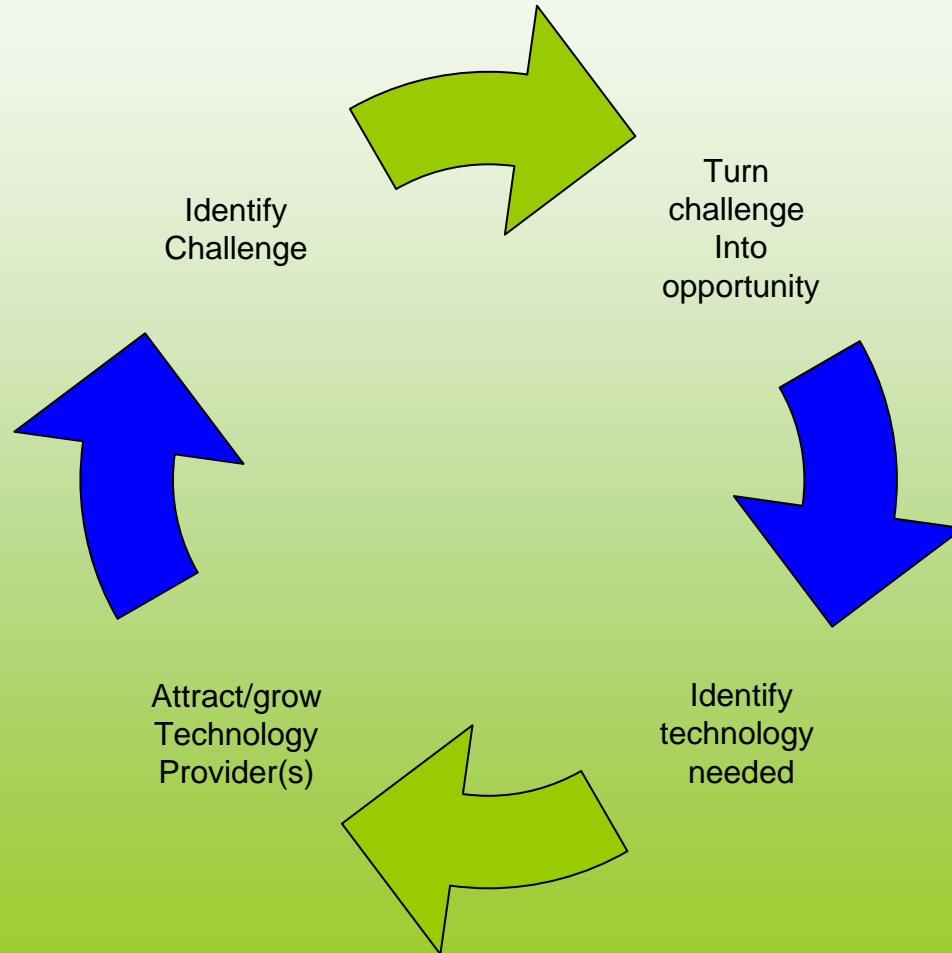 Identify
Challenge
Turn
challenge
Into
opportunity
Identify
technology
needed
Attract/grow
Technology
Provider(s)